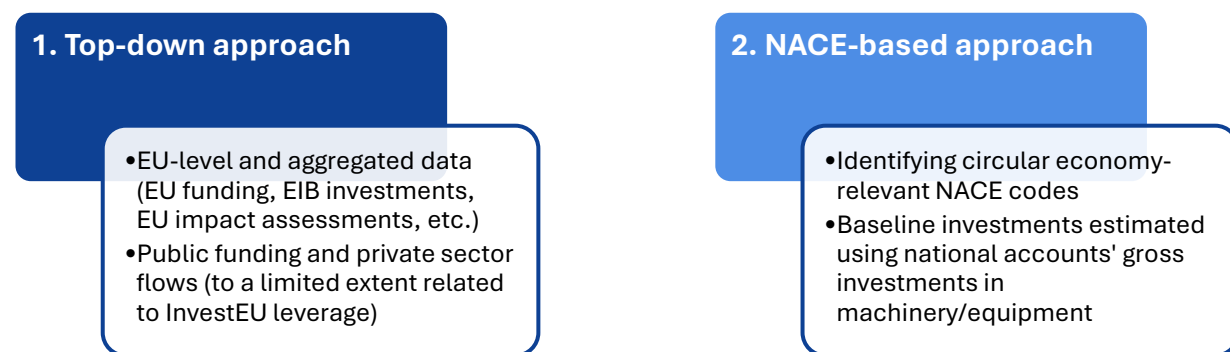 1. Top-down approach
•EU-level and aggregated data
(EU funding, EIB investments,
EU impact assessments, etc.)
•Public funding and private sector
flows (to a limited extent related
to InvestEU leverage)
2. NACE-based approach
•Identifying circular economy-
relevant NACE codes
•Baseline investments estimated
using national accounts' gross
investments in
machinery/equipment